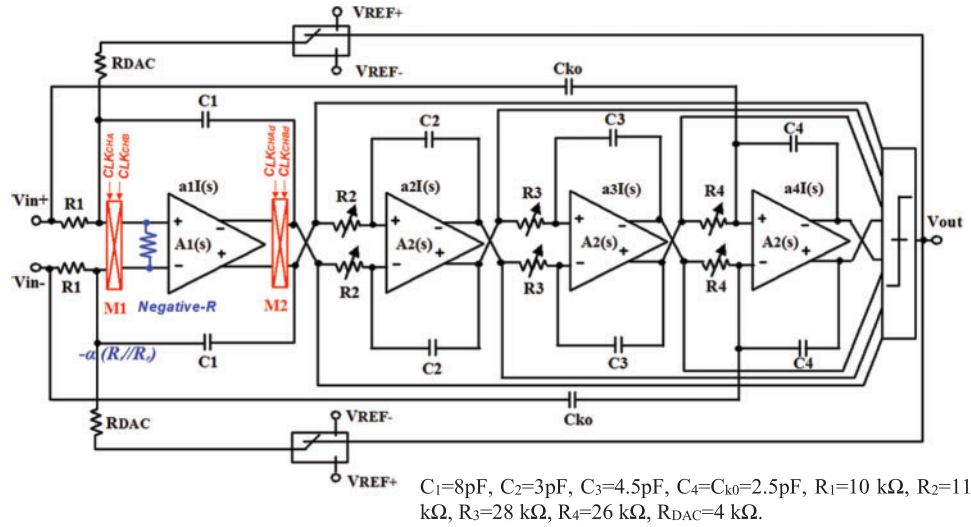 VREF+
RDAC
VREF-
Cko
C1
C2
C3
C4
CLKCHA
CLKCHB
CLKCHAd
CLKCHBd
a1I(s)
a2I(s)
a3I(s)
a4I(s)
Vin+
R1
R2
R3
R4
A1(s)
A2(s)
A2(s)
A2(s)
Vout
Vin-
R1
M1
Negative-R
M2
R2
R3
R4
C1
C2
C3
C4
RDAC
VREF-
Cko
VREF+
C1=8pF, C2=3pF, C3=4.5pF, C4=Ck0=2.5pF, R1=10 kΩ, R2=11
kΩ, R3=28 kΩ, R4=26 kΩ, RDAC=4 kΩ.